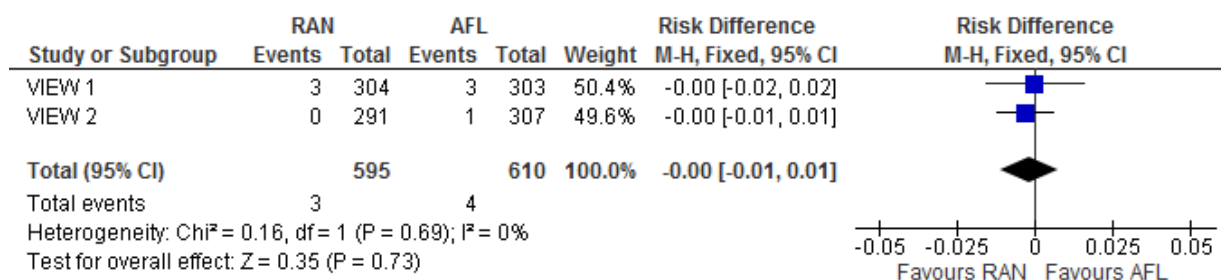 RAN AFL Risk Difference Risk Difference
Study or Subgroup Events Total Events Total Weight M-H, Fixed, 95% CI M-H, Fixed, 95% CI
VIEW 1 3 304 3 303 50.4% -0.00 [-0.02, 0.02]
VIEW 2 0 291 1 307 49.6% -0.00 [-0.01, 0.01]
Total (95% CI) 595 610 100.0% -0.00 [-0.01, 0.01]
Total events 3 4
Heterogeneity: Chi² = 0.16, df = 1 (P = 0.69); I² = 0%
Test for overall effect: Z = 0.35 (P = 0.73)
-0.05 -0.025 0 0.025 0.05
Favours RAN Favours AFL